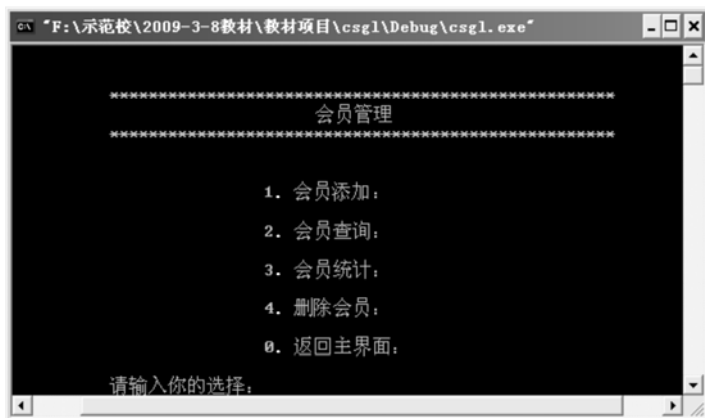 "F:\示范校\2009-3-8教材\教材项目\csgl\Debug\csgl.exe"
****************************************************
会员管理
****************************************************
1. 会员添加:
2. 会员查询:
3. 会员统计:
4. 删除会员:
0. 返回主界面:
请输入你的选择: